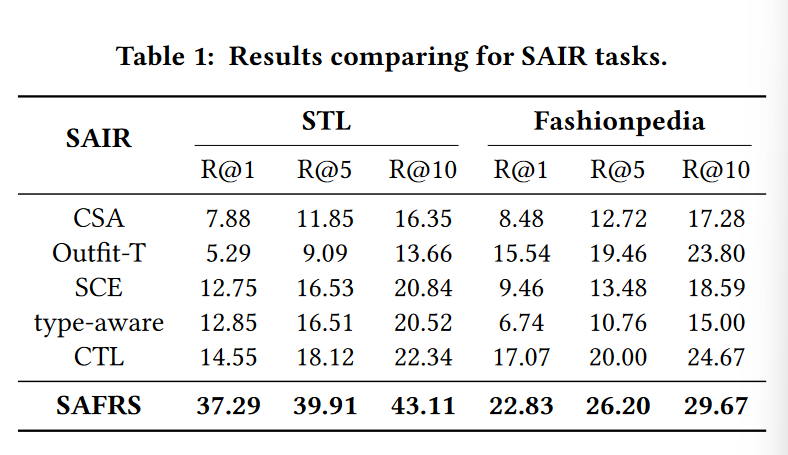 Table 1: Results comparing for SAIR tasks.
SAIR STL Fashionpedia
R@1 R@5 R@10 R@1 R@5 R@10
CSA 7.88 11.85 16.35 8.48 12.72 17.28
Outfit-T 5.29 9.09 13.66 15.54 19.46 23.80
SCE 12.75 16.53 20.84 9.46 13.48 18.59
type-aware 12.85 16.51 20.52 6.74 10.76 15.00
CTL 14.55 18.12 22.34 17.07 20.00 24.67
SAFRS 37.29 39.91 43.11 22.83 26.20 29.67